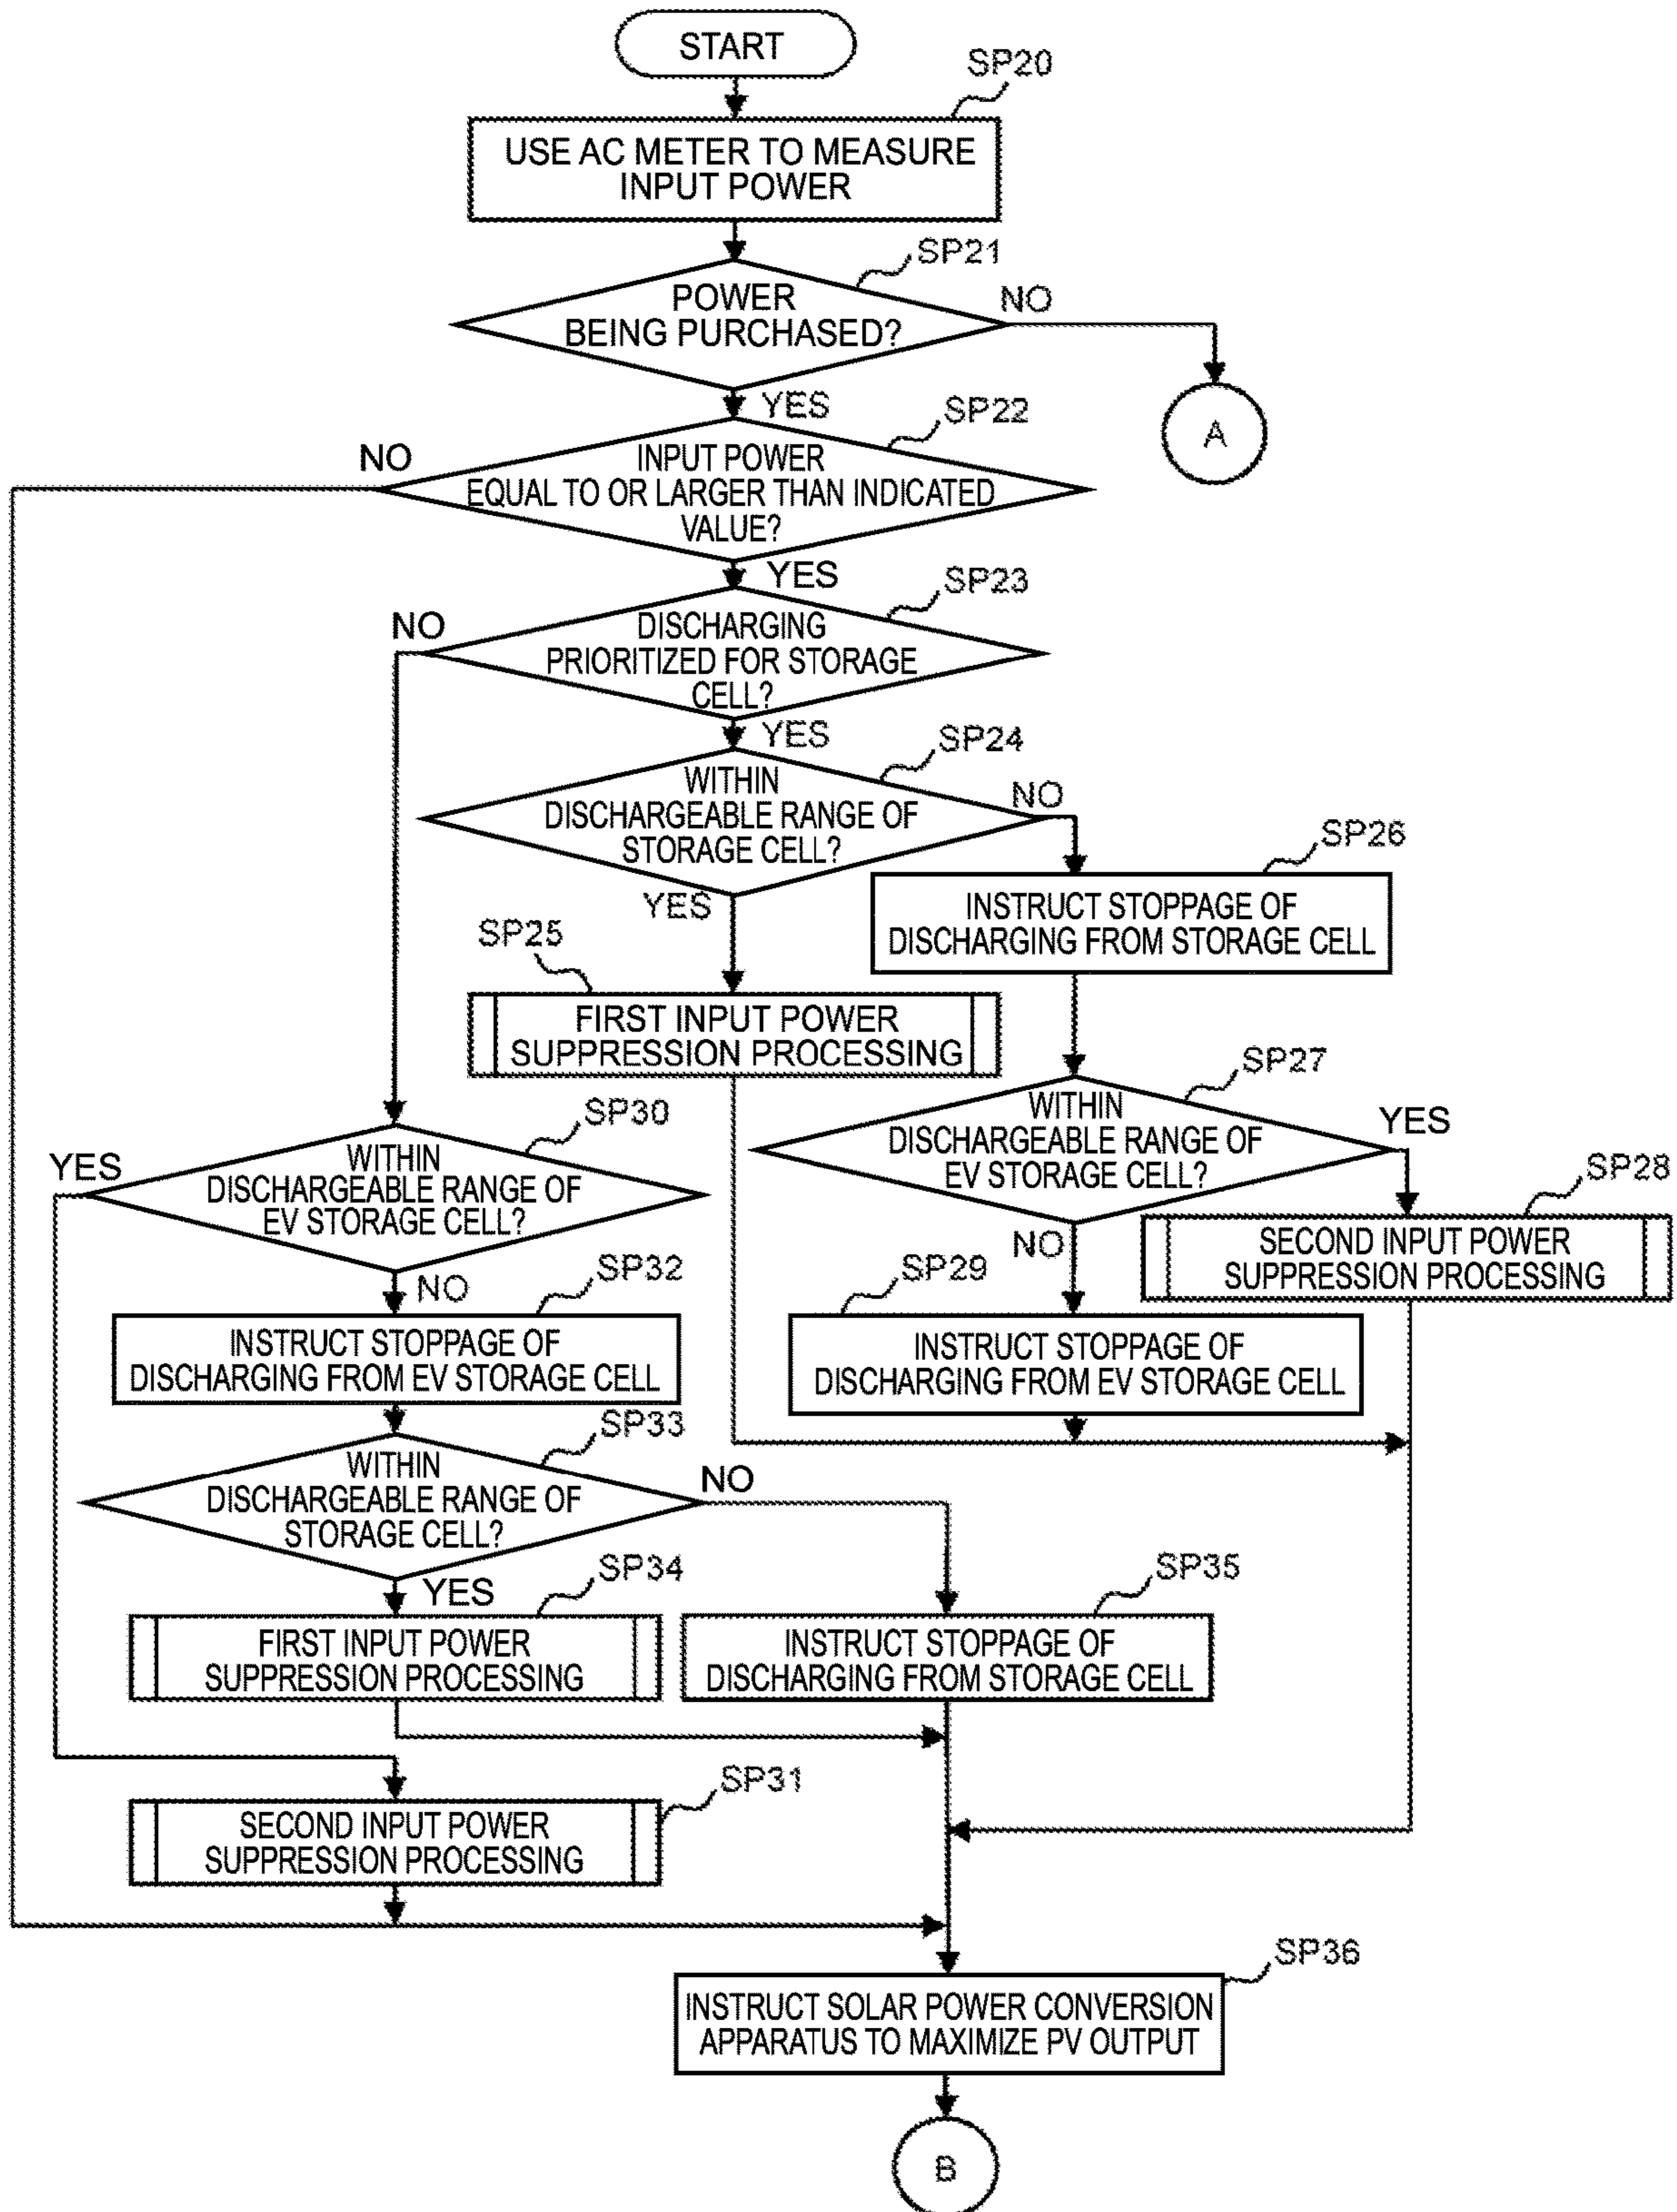 START
SP20
USE AC METER TO MEASURE
INPUT POWER
SP21
POWER
BEING PURCHASED?
NO
A
YES
SP22
NO
INPUT POWER
EQUAL TO OR LARGER THAN INDICATED
VALUE?
YES
SP23
NO
DISCHARGING
PRIORITIZED FOR STORAGE
CELL?
YES
SP24
WITHIN
DISCHARGEABLE RANGE OF
STORAGE CELL?
NO
YES
SP26
INSTRUCT STOPPAGE OF
DISCHARGING FROM STORAGE CELL
SP25
FIRST INPUT POWER
SUPPRESSION PROCESSING
SP27
WITHIN
DISCHARGEABLE RANGE OF
EV STORAGE CELL?
YES
NO
SP28
SECOND INPUT POWER
SUPPRESSION PROCESSING
SP29
INSTRUCT STOPPAGE OF
DISCHARGING FROM EV STORAGE CELL
SP30
YES
WITHIN
DISCHARGEABLE RANGE OF
EV STORAGE CELL?
NO
SP32
INSTRUCT STOPPAGE OF
DISCHARGING FROM EV STORAGE CELL
SP33
WITHIN
DISCHARGEABLE RANGE OF
STORAGE CELL?
NO
YES
SP34
FIRST INPUT POWER
SUPPRESSION PROCESSING
SP35
INSTRUCT STOPPAGE OF
DISCHARGING FROM STORAGE CELL
SP31
SECOND INPUT POWER
SUPPRESSION PROCESSING
SP36
INSTRUCT SOLAR POWER CONVERSION
APPARATUS TO MAXIMIZE PV OUTPUT
B